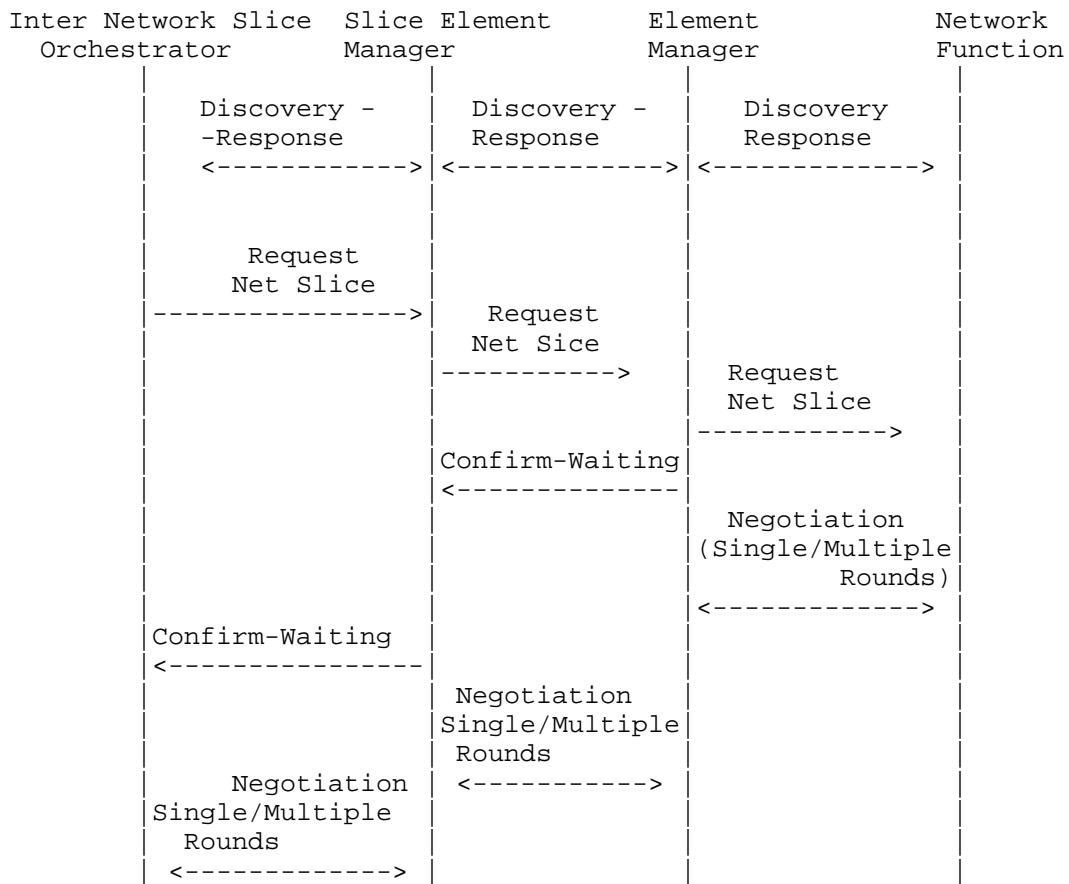 Inter Network Slice  Slice Element        Element            Network
  Orchestrator       Manager            Manager            Function
Discovery -    Discovery -    Discovery
-Response      Response       Response
<------------> <-------------> <------------->
Request
Net Slice
----------------> Request
Net Sice
-----------> Request
Net Slice
------------>
Confirm-Waiting
<--------------
Negotiation
(Single/Multiple
Rounds)
<------------->
Confirm-Waiting
<----------------
Negotiation
Single/Multiple
Rounds
Negotiation <----------->
Single/Multiple
Rounds
<------------->